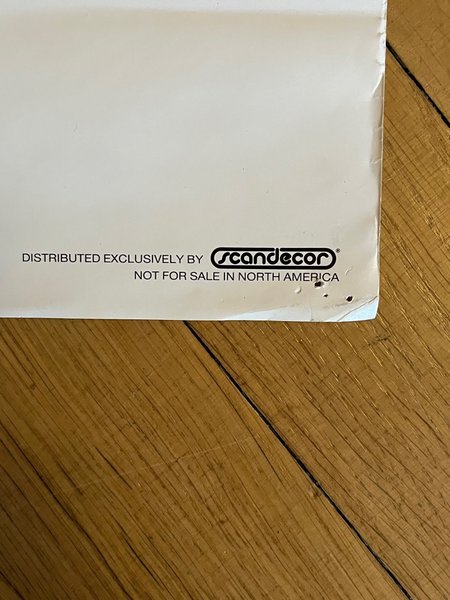 DISTRIBUTED EXCLUSIVELY BY scandecor®
NOT FOR SALE IN NORTH AMERICA